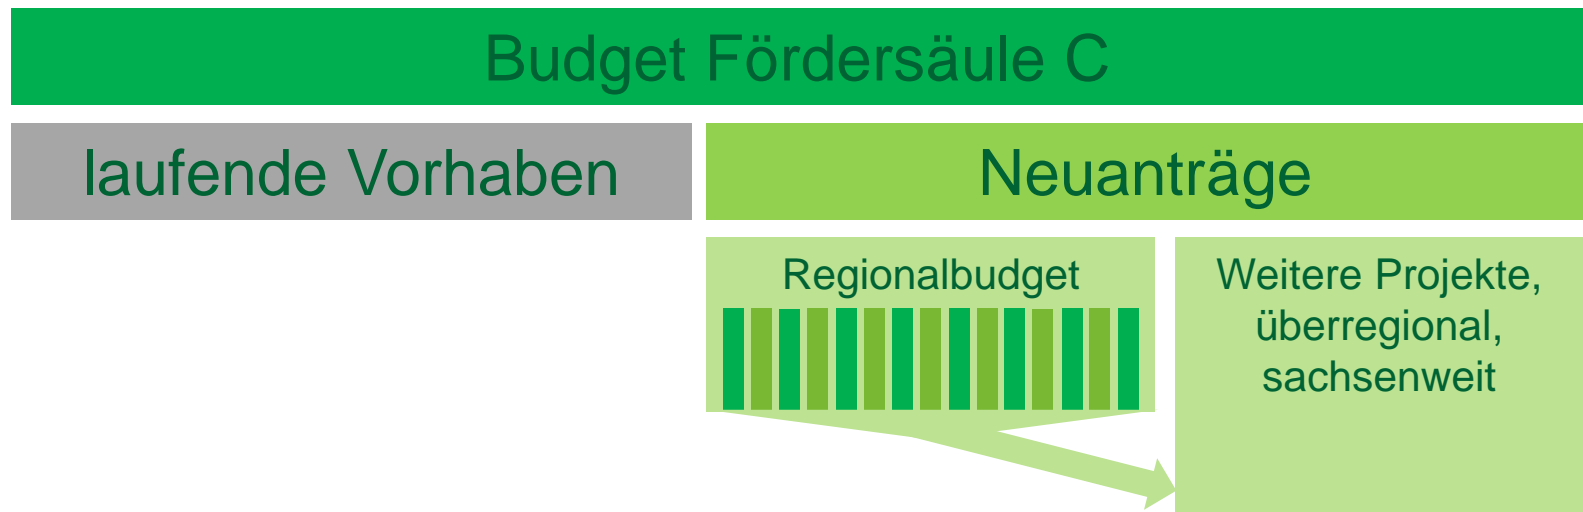 Budget Fördersäule C
laufende Vorhaben
Neuanträge
Regionalbudget
Weitere Projekte,
überregional,
sachsenweit